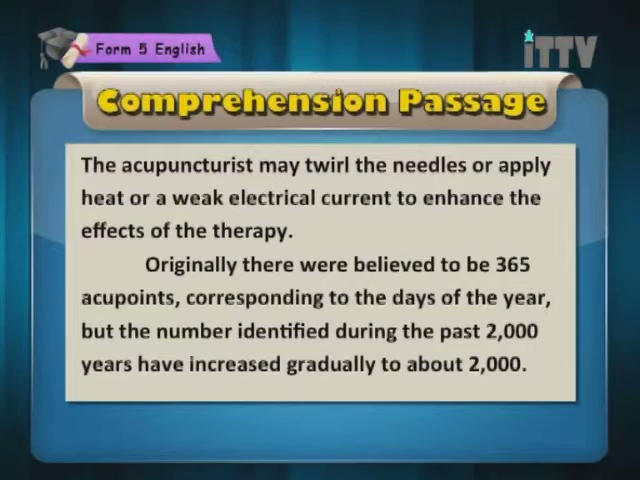 Form 5 English
iTTV
Comprehension Passage
The acupuncturist may twirl the needles or apply
heat or a weak electrical current to enhance the
effects of the therapy.
Originally there were believed to be 365
acupoints, corresponding to the days of the year,
but the number identified during the past 2,000
years have increased gradually to about 2,000.